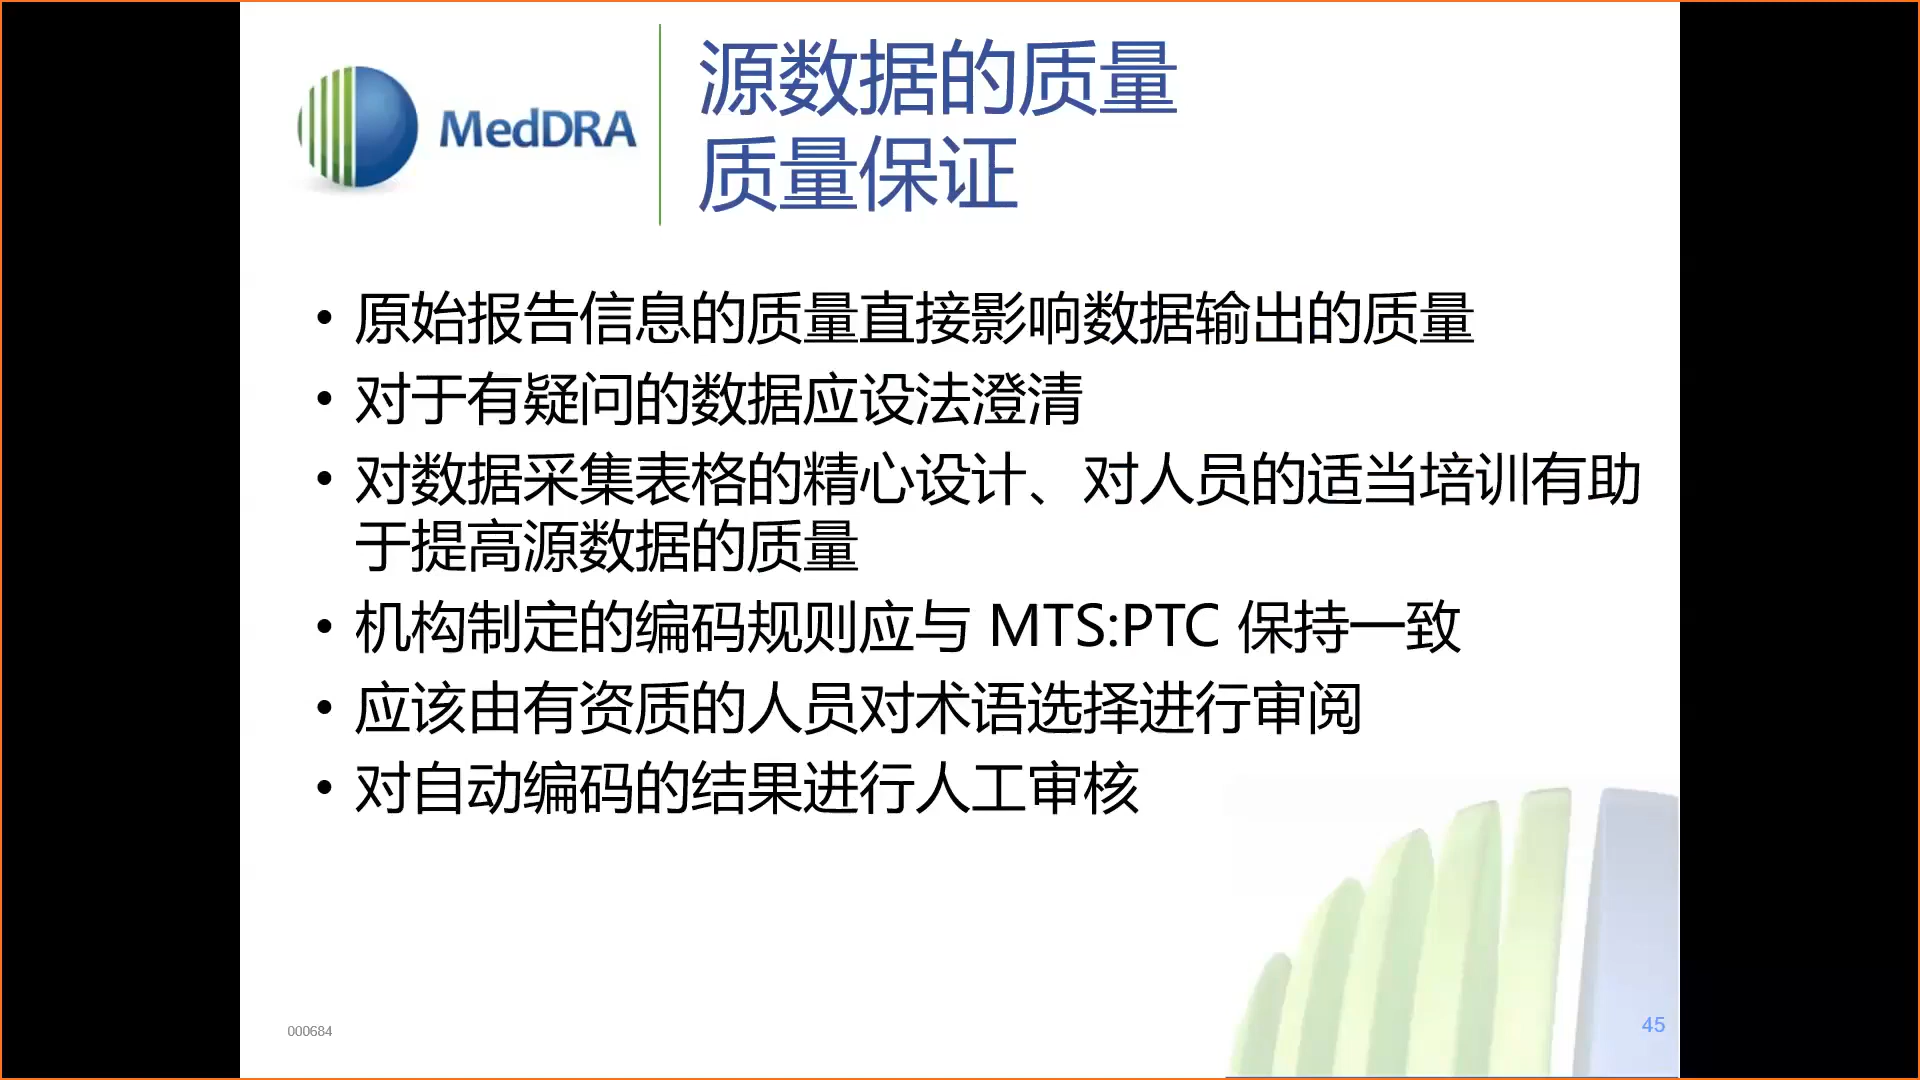 MedDRA
源数据的质量
质量保证
• 原始报告信息的质量直接影响数据输出的质量
• 对于有疑问的数据应设法澄清
• 对数据采集表格的精心设计、对人员的适当培训有助
于提高源数据的质量
• 机构制定的编码规则应与 MTS:PTC 保持一致
• 应该由有资质的人员对术语选择进行审阅
• 对自动编码的结果进行人工审核
000684
45